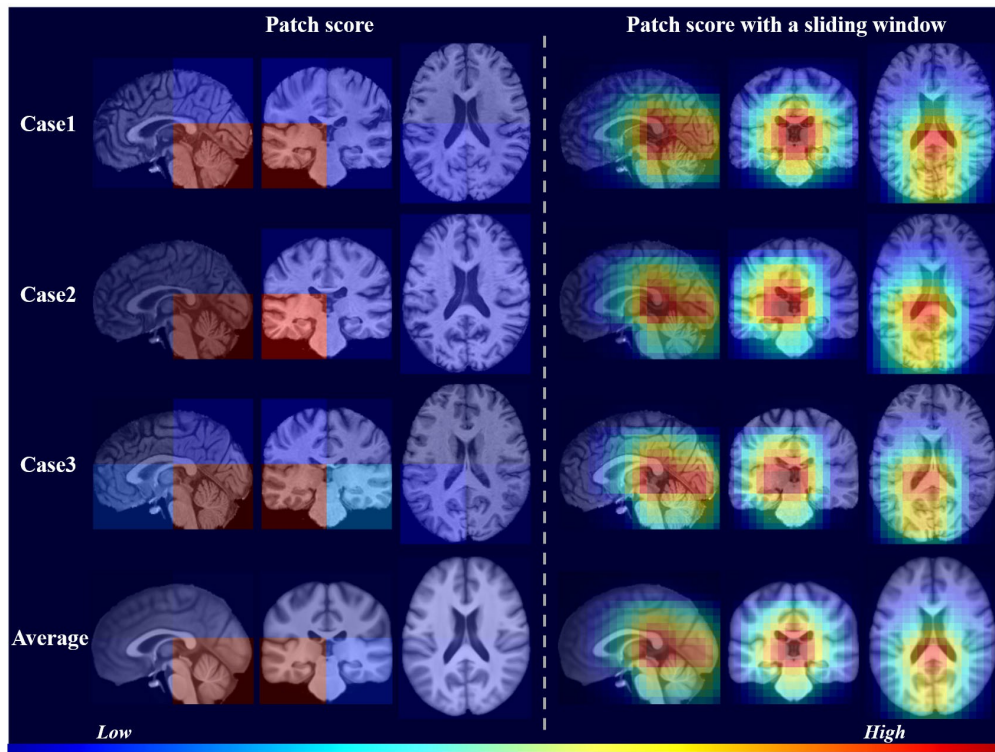 Patch score
Patch score with a sliding window
Case1
Case2
Case3
Average
Low
High